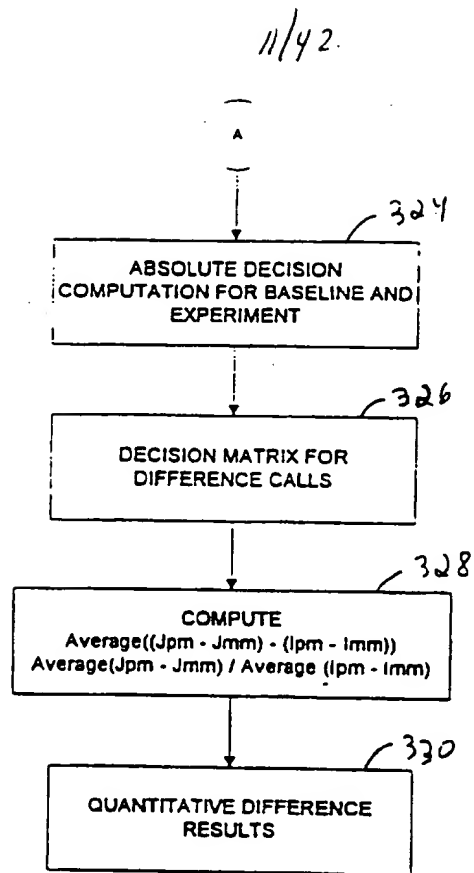 11/42.
A
324
ABSOLUTE DECISION
COMPUTATION FOR BASELINE AND
EXPERIMENT
326
DECISION MATRIX FOR
DIFFERENCE CALLS
328
COMPUTE
Average((Jpm - Jmm) - (Ipm - Imm))
Average(Jpm - Jmm) / Average (Ipm - Imm)
330
QUANTITATIVE DIFFERENCE
RESULTS